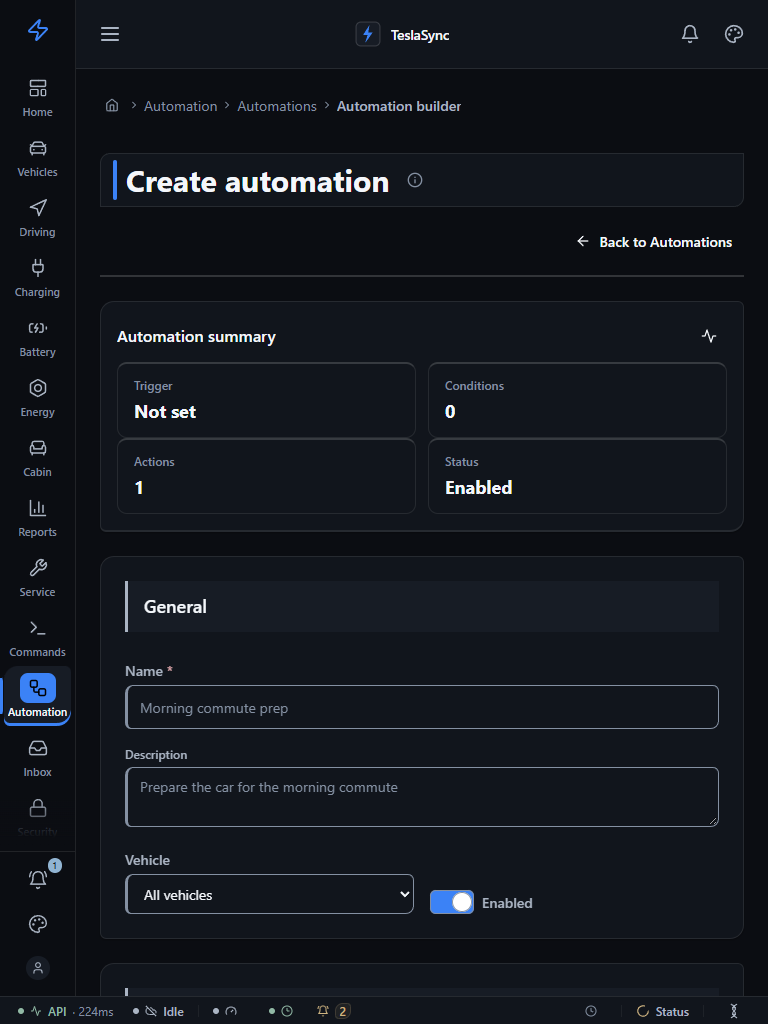 TeslaSync
Home
Vehicles
Driving
Charging
Battery
Energy
Cabin
Reports
Service
Commands
Automation
Inbox
Security
1
Automation
Automations
Automation builder
Create automation
Back to Automations
Automation summary
Trigger
Not set
Conditions
0
Actions
1
Status
Enabled
General
Name *
Morning commute prep
Description
Prepare the car for the morning commute
Vehicle
All vehicles
Enabled
API · 224ms
Idle
2
Status